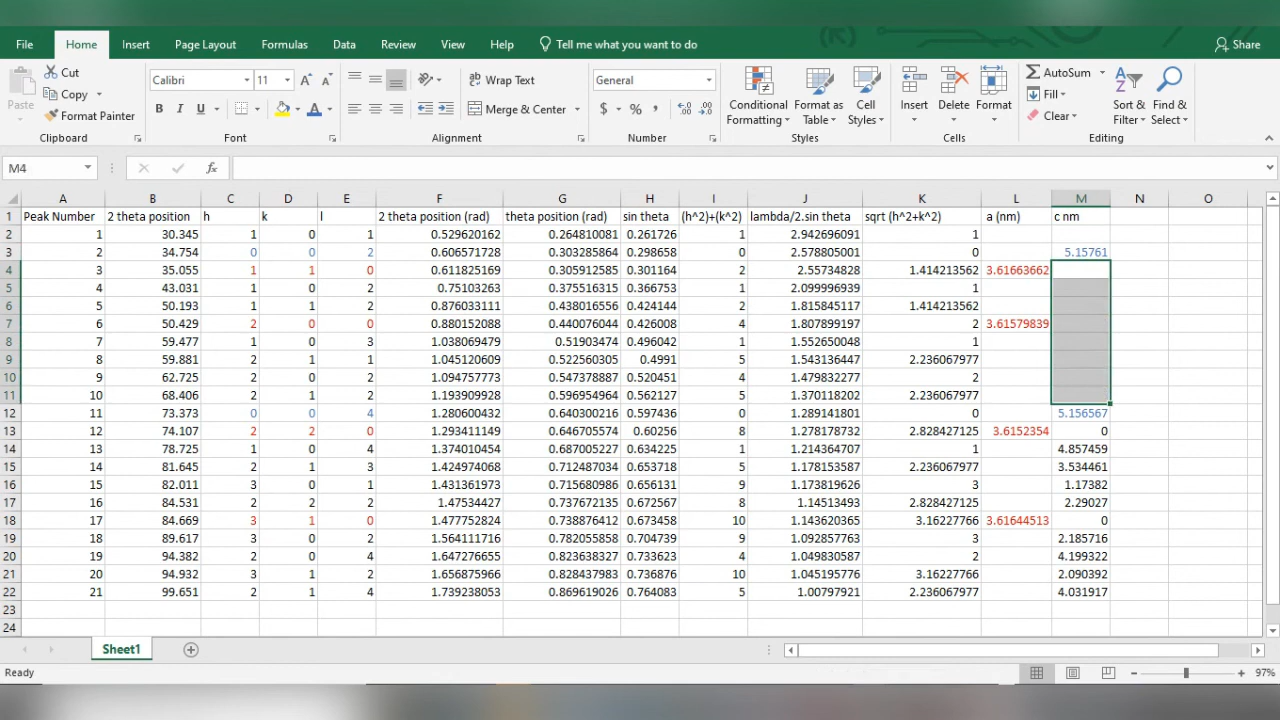 File Home Insert Page Layout Formulas Data Review View Help Tell me what you want to do Share
Paste Cut Copy Format Painter Clipboard
Calibri 11 B I U A Font
Wrap Text Merge & Center Alignment
General $ % , Number
Conditional Formatting Format as Table Cell Styles Styles
Insert Delete Format Cells
AutoSum Fill Clear Sort & Filter Find & Select Editing
M4 fx
A B C D E F G H I J K L M N O
1 Peak Number 2 theta position h k l 2 theta position (rad) theta position (rad) sin theta (h^2)+(k^2) lambda/2.sin theta sqrt (h^2+k^2) a (nm) c nm
2 1 30.345 1 0 1 0.529620162 0.264810081 0.261726 1 2.942696091 1
3 2 34.754 0 0 2 0.606571728 0.303285864 0.298658 0 2.578805001 0 5.15761
4 3 35.055 1 1 0 0.611825169 0.305912585 0.301164 2 2.55734828 1.414213562 3.61663662
5 4 43.031 1 0 2 0.75103263 0.375516315 0.366753 1 2.099996939 1
6 5 50.193 1 1 2 0.876033111 0.438016556 0.424144 2 1.815845117 1.414213562
7 6 50.429 2 0 0 0.880152088 0.440076044 0.426008 4 1.807899197 2 3.61579839
8 7 59.477 1 0 3 1.038069479 0.51903474 0.496042 1 1.552650048 1
9 8 59.881 2 1 1 1.045120609 0.522560305 0.4991 5 1.543136447 2.236067977
10 9 62.725 2 0 2 1.094757773 0.547378887 0.520451 4 1.479832277 2
11 10 68.406 2 1 2 1.193909928 0.596954964 0.562127 5 1.370118202 2.236067977
12 11 73.373 0 0 4 1.280600432 0.640300216 0.597436 0 1.289141801 0 5.156567
13 12 74.107 2 2 0 1.293411149 0.646705574 0.60256 8 1.278178732 2.828427125 3.6152354 0
14 13 78.725 1 0 4 1.374010454 0.687005227 0.634225 1 1.214364707 1 4.857459
15 14 81.645 2 1 3 1.424974068 0.712487034 0.653718 5 1.178153587 2.236067977 3.534461
16 15 82.011 3 0 1 1.431361973 0.715680986 0.656131 9 1.173819626 3 1.17382
17 16 84.531 2 2 2 1.47534427 0.737672135 0.672567 8 1.14513493 2.828427125 2.29027
18 17 84.669 3 1 0 1.477752824 0.738876412 0.673458 10 1.143620365 3.16227766 3.61644513 0
19 18 89.617 3 0 2 1.564111716 0.782055858 0.704739 9 1.092857763 3 2.185716
20 19 94.382 2 0 4 1.647276655 0.823638327 0.733623 4 1.049830587 2 4.199322
21 20 94.932 3 1 2 1.656875966 0.828437983 0.736876 10 1.045195776 3.16227766 2.090392
22 21 99.651 2 1 4 1.739238053 0.869619026 0.764083 5 1.00797921 2.236067977 4.031917
23
24
Sheet1
Ready 97%